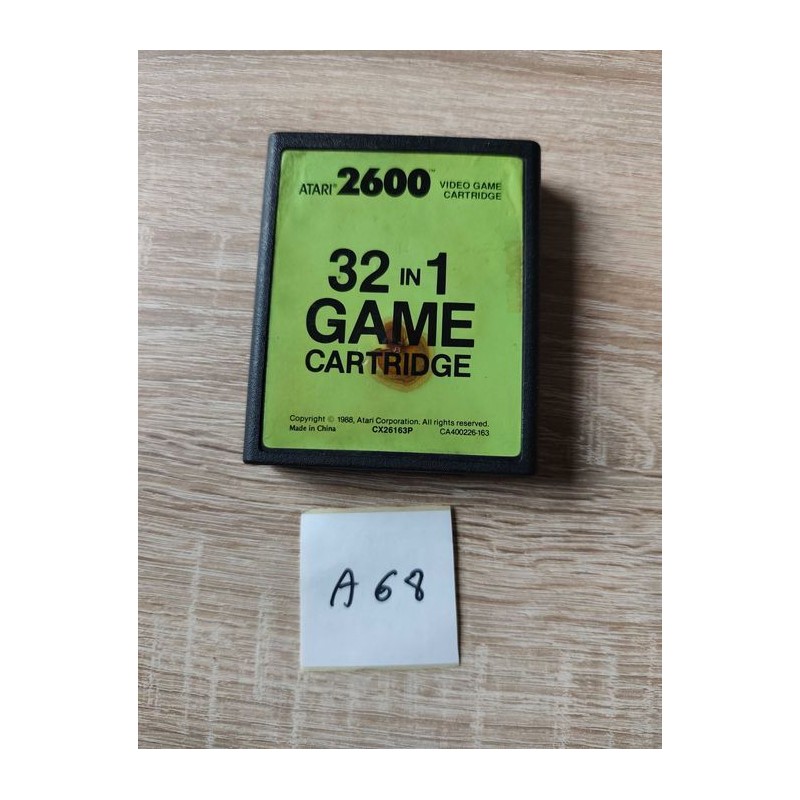 ATARI® 2600™ VIDEO GAME
CARTRIDGE
32 IN 1
GAME
CARTRIDGE
Copyright © 1988, Atari Corporation. All rights reserved.
Made in China CX26163P CA400226-163
A68